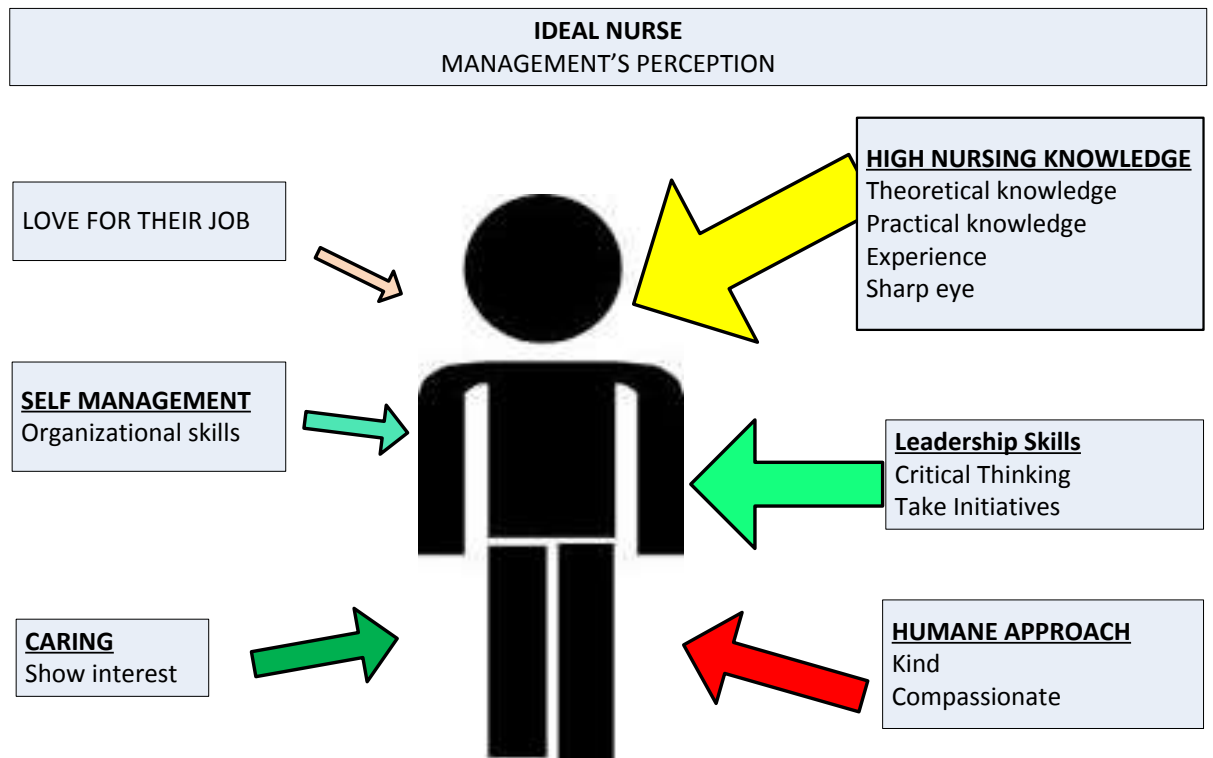 IDEAL NURSE
MANAGEMENT’S PERCEPTION
LOVE FOR THEIR JOB
SELF MANAGEMENT
Organizational skills
CARING
Show interest
HIGH NURSING KNOWLEDGE
Theoretical knowledge
Practical knowledge
Experience
Sharp eye
Leadership Skills
Critical Thinking
Take Initiatives
HUMANE APPROACH
Kind
Compassionate